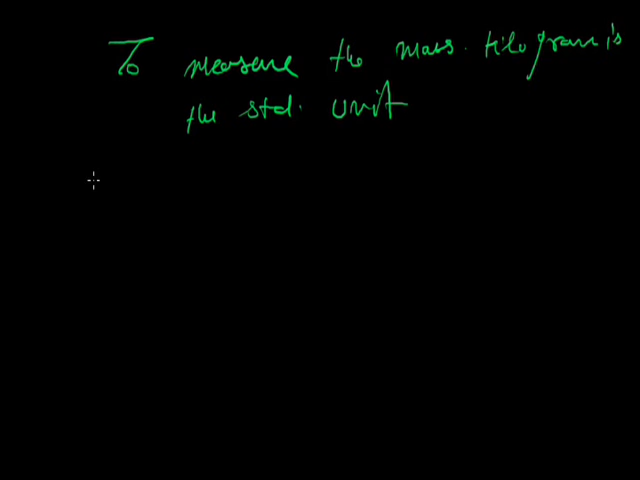 To measure the mass. kilogram is
the std. unit